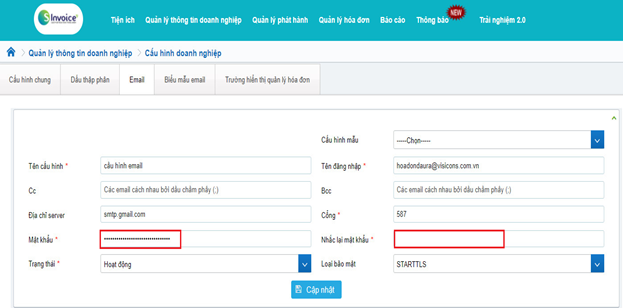 SInvoice
Tiện ích Quản lý thông tin doanh nghiệp Quản lý phát hành Quản lý hóa đơn Báo cáo Thông báo NEW Trải nghiệm 2.0
Quản lý thông tin doanh nghiệp > Cấu hình doanh nghiệp
Cấu hình chung Dấu thập phân Email Biểu mẫu email Trường hiển thị quản lý hóa đơn
Cấu hình mẫu -----Chọn-----
Tên cấu hình * cấu hình email Tên đăng nhập * hoadondaura@visicons.com.vn
Cc Các email cách nhau bởi dấu chấm phẩy (;) Bcc Các email cách nhau bởi dấu chấm phẩy (;)
Địa chỉ server smtp.gmail.com Cổng * 587
Mật khẩu * •••••••••••••••••••••••••••••••• Nhắc lại mật khẩu *
Trạng thái * Hoạt động Loại bảo mật STARTTLS
Cập nhật